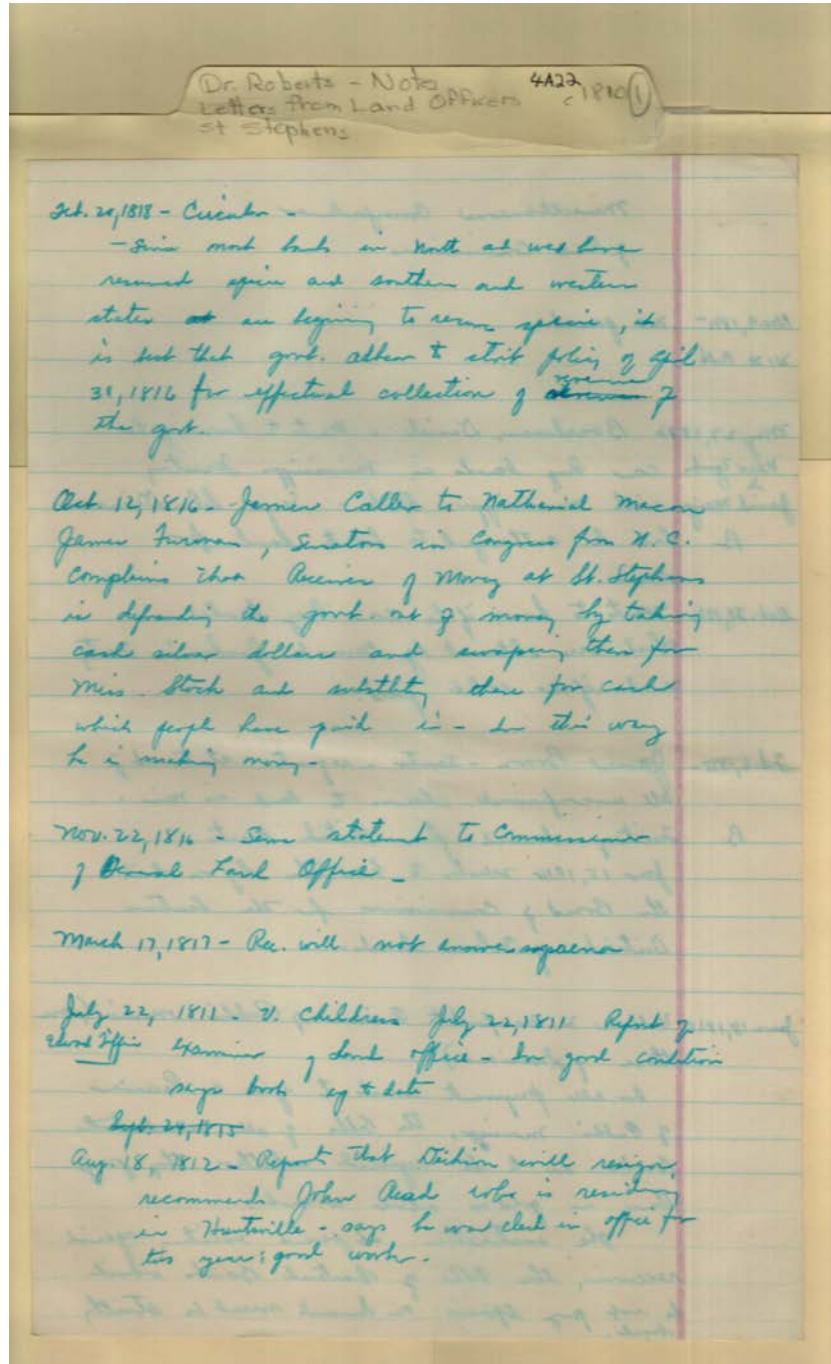 Dr. Roberts - Notes 4A22
Letters from Land Officers c 1810 (1)
St Stephens
Feb. 20, 1818 - Circular -
- Since most banks in North and west have
resumed specie and southern and western
states are beginning to resume specie, it
is best that govt. adhere to strict policy of April
31, 1816 for effectual collection of revenue of
the govt.
Oct. 12, 1816 - James Caller to Nathaniel Macon
James Turner, Senators in Congress from N.C.
Complains that Receiver of Money at St. Stephens
is defrauding the govt. out of money by taking
cash silver dollars and swaping them for
Miss. Stock and these for cash
which people have paid in - In this way
he is making money -
Nov. 22, 1816 - Same statement to Commissioner
of General Land Office -
March 17, 1817 - Rec. will not answer
July 22, 1811 - V. Childress July 22, 1811 Report of
Examiner of Land office - In good condition
says books up to date
Sept. 24, 1815
Aug. 18, 1812 - Reports that Dickson will resign,
recommends John Read who is residing
in Huntsville - says he was clerk in office for
this year; good work.